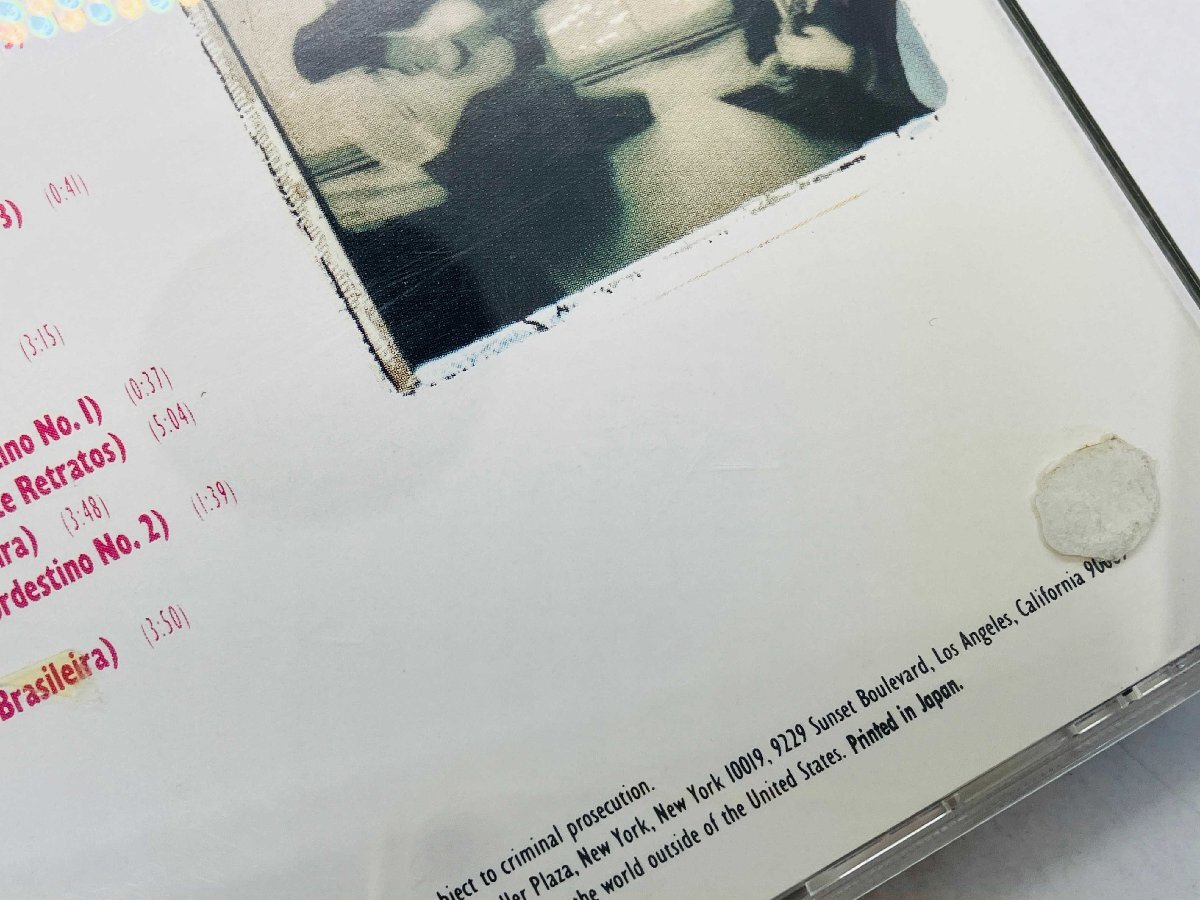 3) (0:41)
(3:15)
ino No. 1) (0:37)
e Retratos) (5:04)
ira) (3:48)
rdestino No. 2) (1:39)
Brasileira) (3:50)
bject to criminal prosecution.
ller Plaza, New York, New York 10019, 9229 Sunset Boulevard, Los Angeles, California
the world outside of the United States. Printed in Japan.